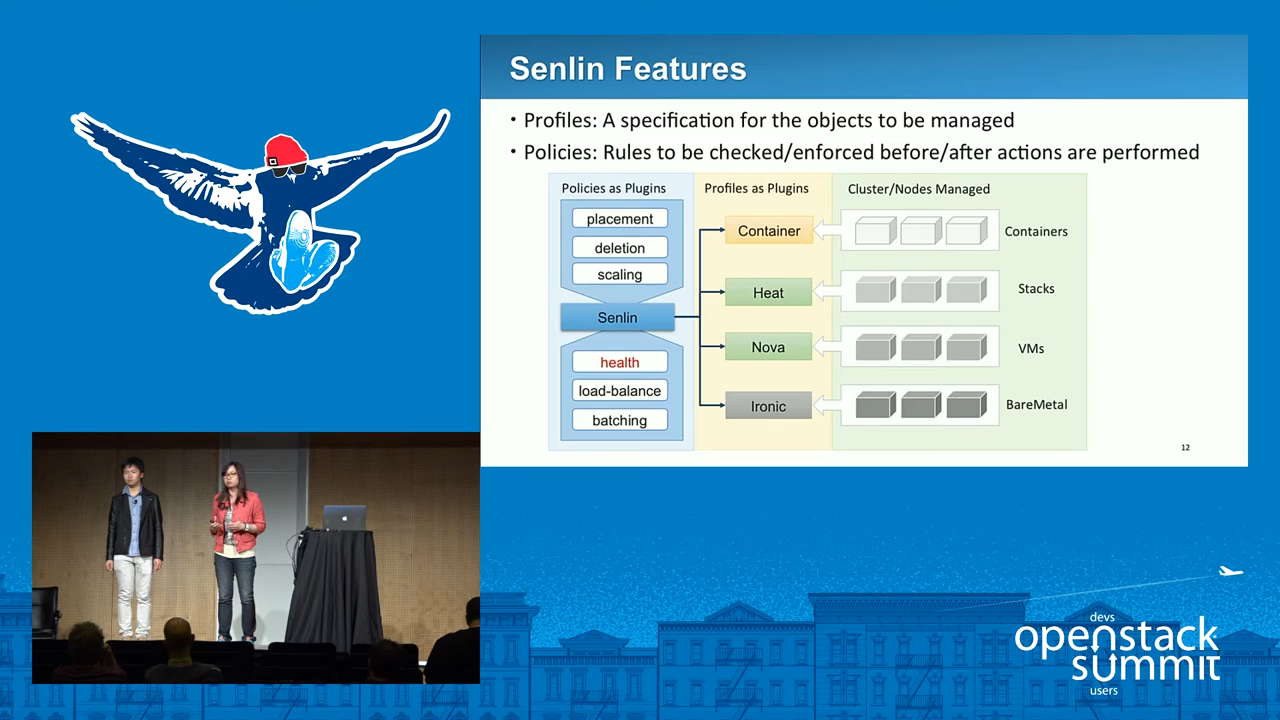 Senlin Features
• Profiles: A specification for the objects to be managed
• Policies: Rules to be checked/enforced before/after actions are performed
Policies as Plugins
placement
deletion
scaling
Senlin
health
load-balance
batching
Profiles as Plugins
Container
Heat
Nova
Ironic
Cluster/Nodes Managed
Containers
Stacks
VMs
BareMetal
12
devs
openstack
summit
users